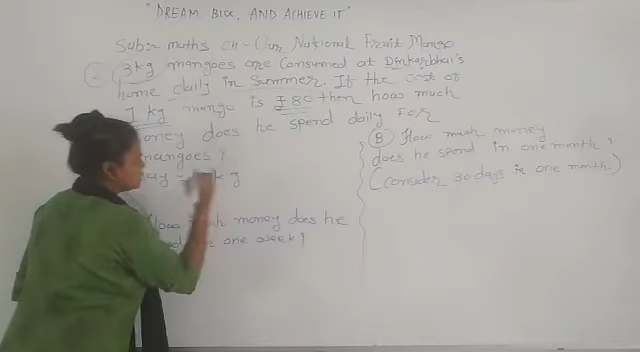 "DREAM BIG, AND ACHIEVE IT"
Sub:- maths ch-Our National Fruit Mango
3kg mangoes are consumed at Dinkarbhai's
home daily in Summer. If the cost of
1 kg mango is ₹80 then how much
money does he spend daily for
mangoes?
money does he
one week?
(B) How much money
does he spend in one month?
(Consider 30 days in one month.)